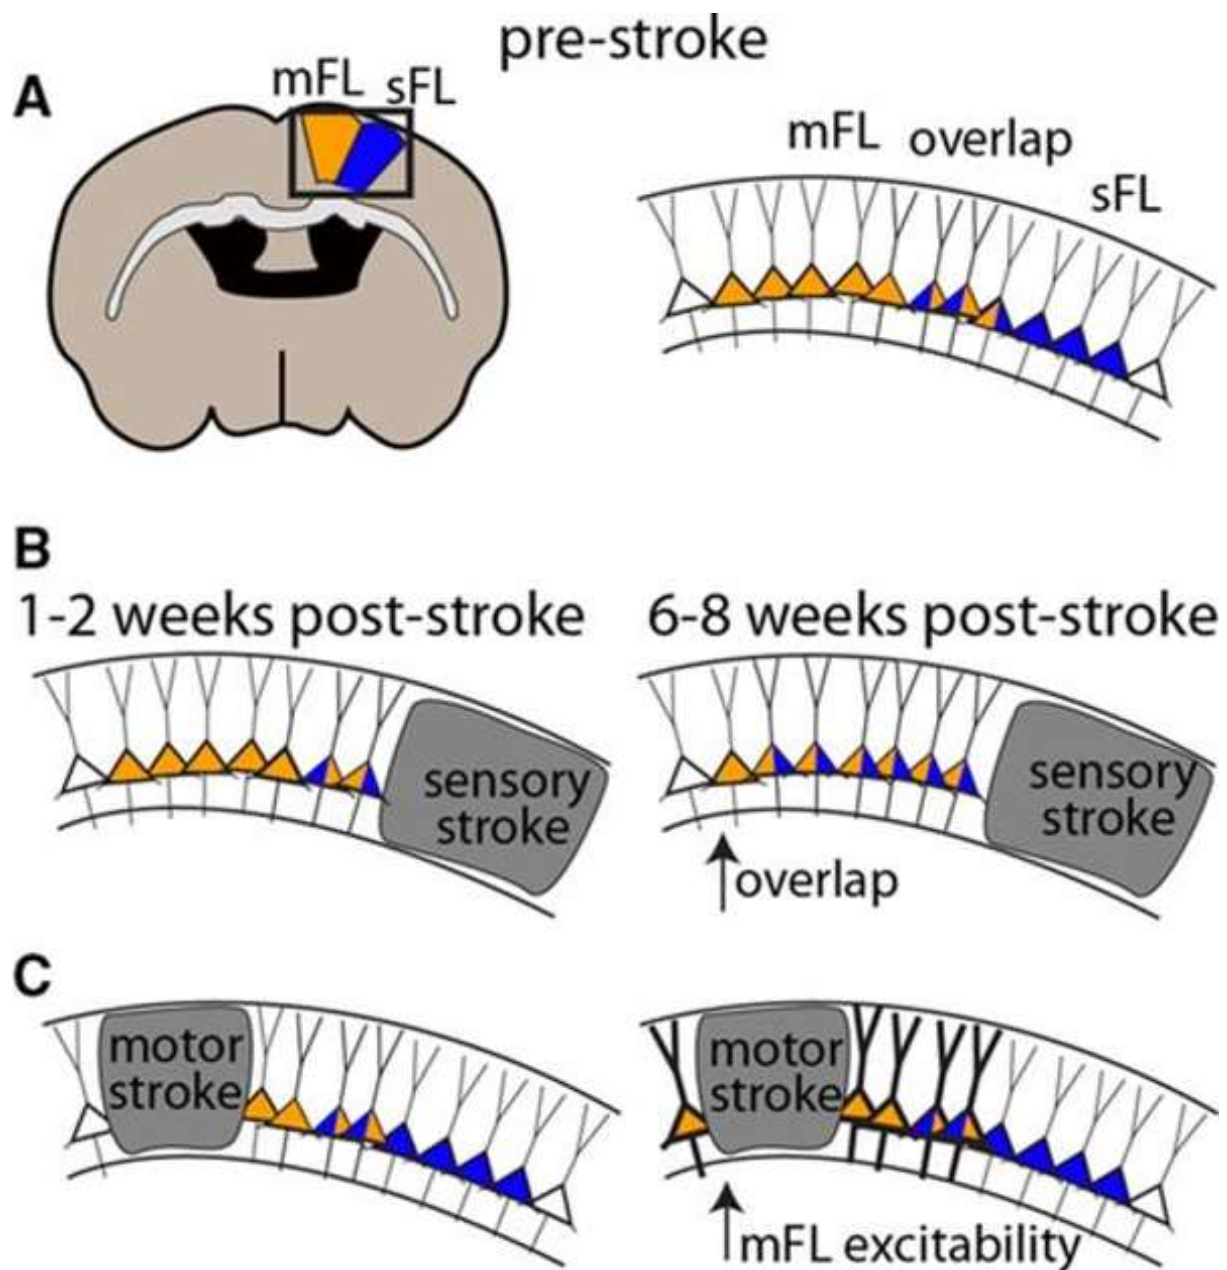 pre-stroke
A
mFL
sFL
mFL
overlap
sFL
B
1-2 weeks post-stroke
6-8 weeks post-stroke
sensory
stroke
sensory
stroke
overlap
C
motor
stroke
motor
stroke
mFL excitability